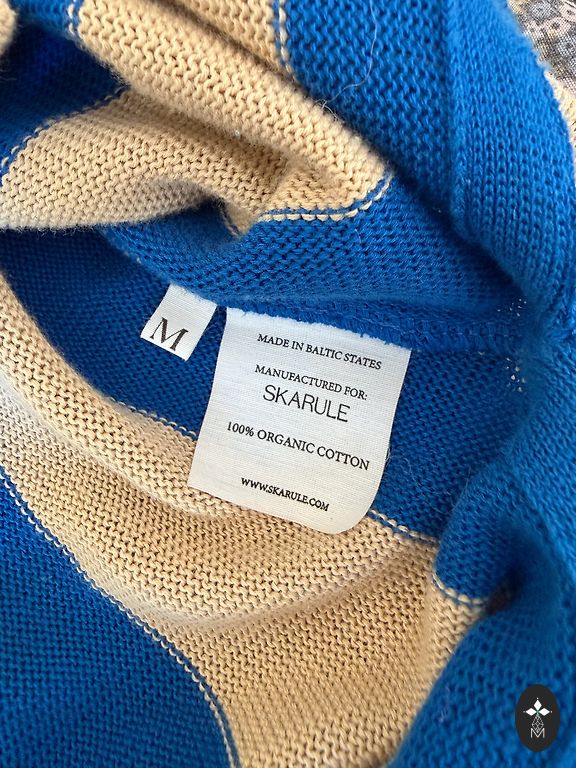 M
MADE IN BALTIC STATES
MANUFACTURED FOR:
SKARULE
100% ORGANIC COTTON
WWW.SKARULE.COM
M